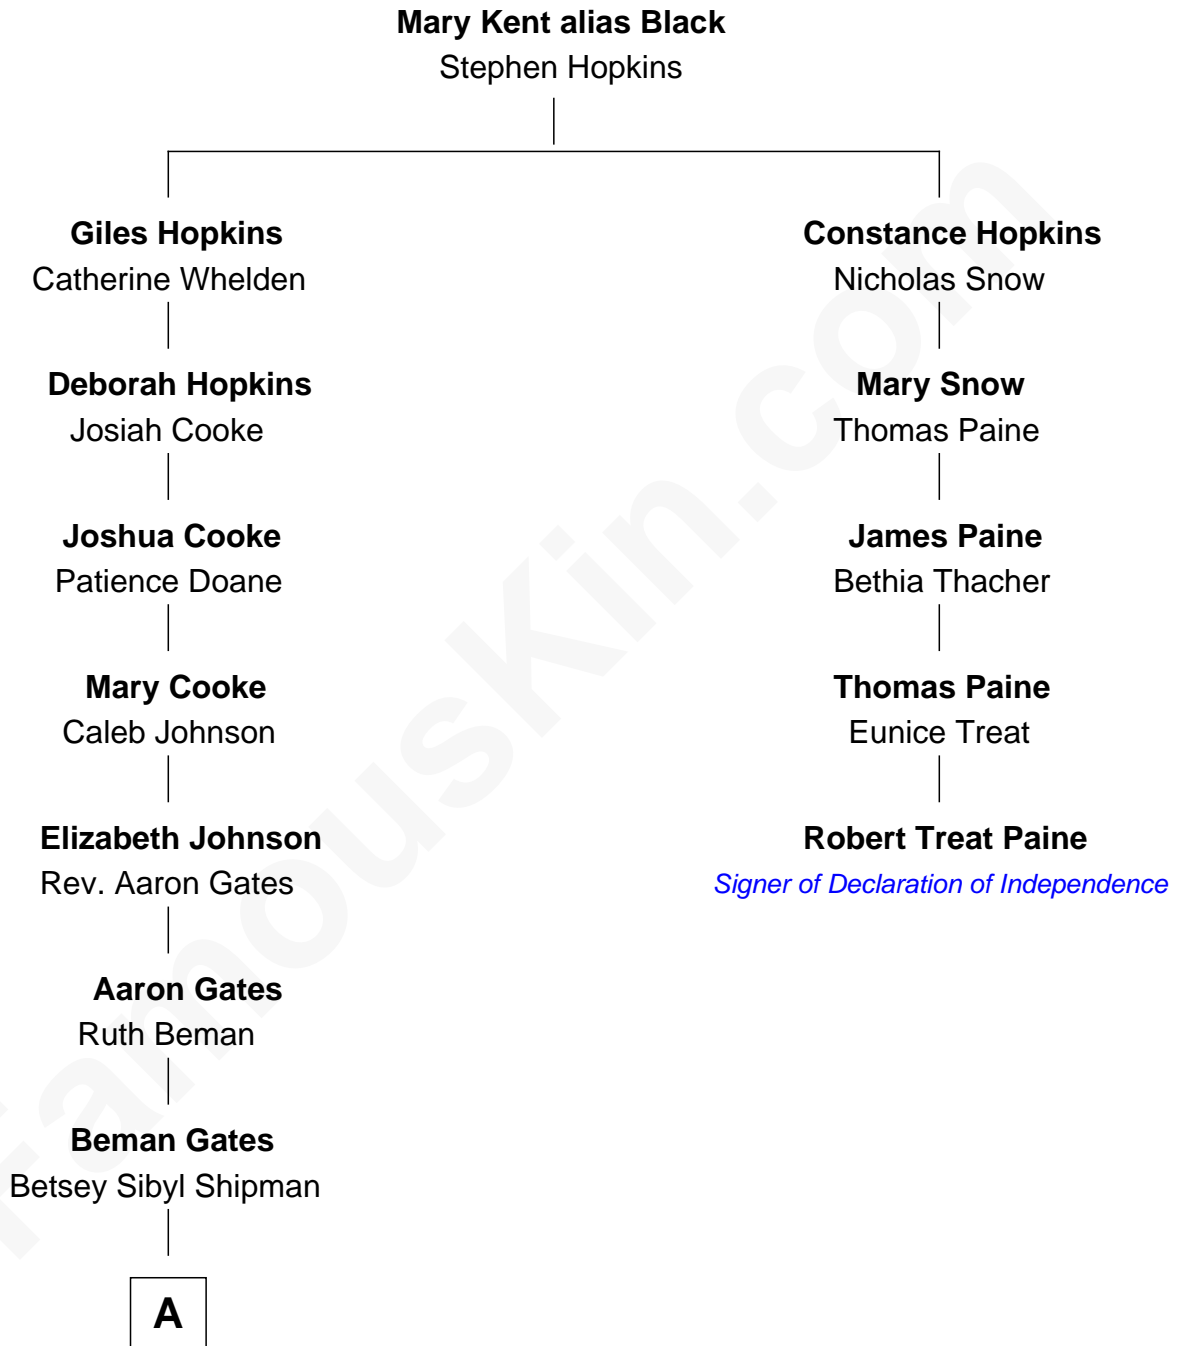 Mary Kent alias Black
Stephen Hopkins
Giles Hopkins
Catherine Whelden
Constance Hopkins
Nicholas Snow
Deborah Hopkins
Josiah Cooke
Mary Snow
Thomas Paine
Joshua Cooke
Patience Doane
James Paine
Bethia Thacher
Mary Cooke
Caleb Johnson
Thomas Paine
Eunice Treat
Elizabeth Johnson
Rev. Aaron Gates
Robert Treat Paine
Signer of Declaration of Independence
Aaron Gates
Ruth Beman
Beman Gates
Betsey Sibyl Shipman
A
FamousKin.com